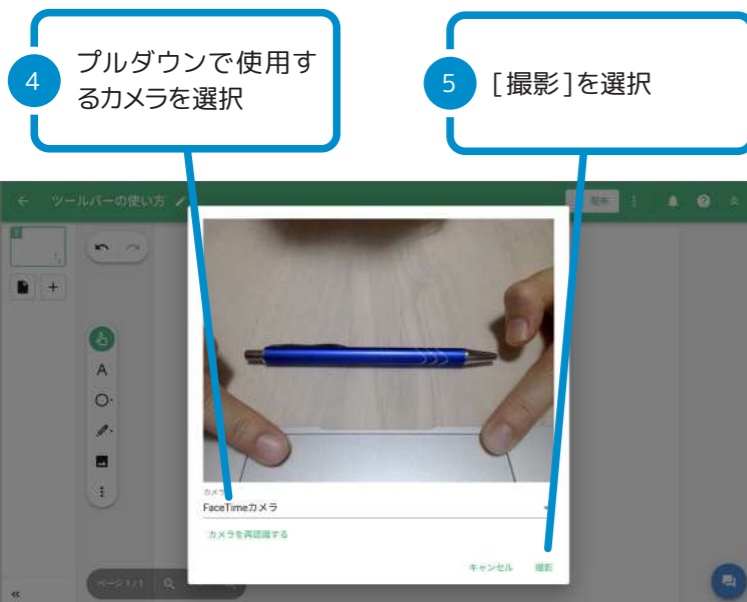 4
プルダウンで使用す
るカメラを選択
5
[撮影]を選択
ツールバーの使い方
配布
1
A
カメラ
FaceTimeカメラ
カメラを再認識する
キャンセル
撮影
ページ 1 / 1